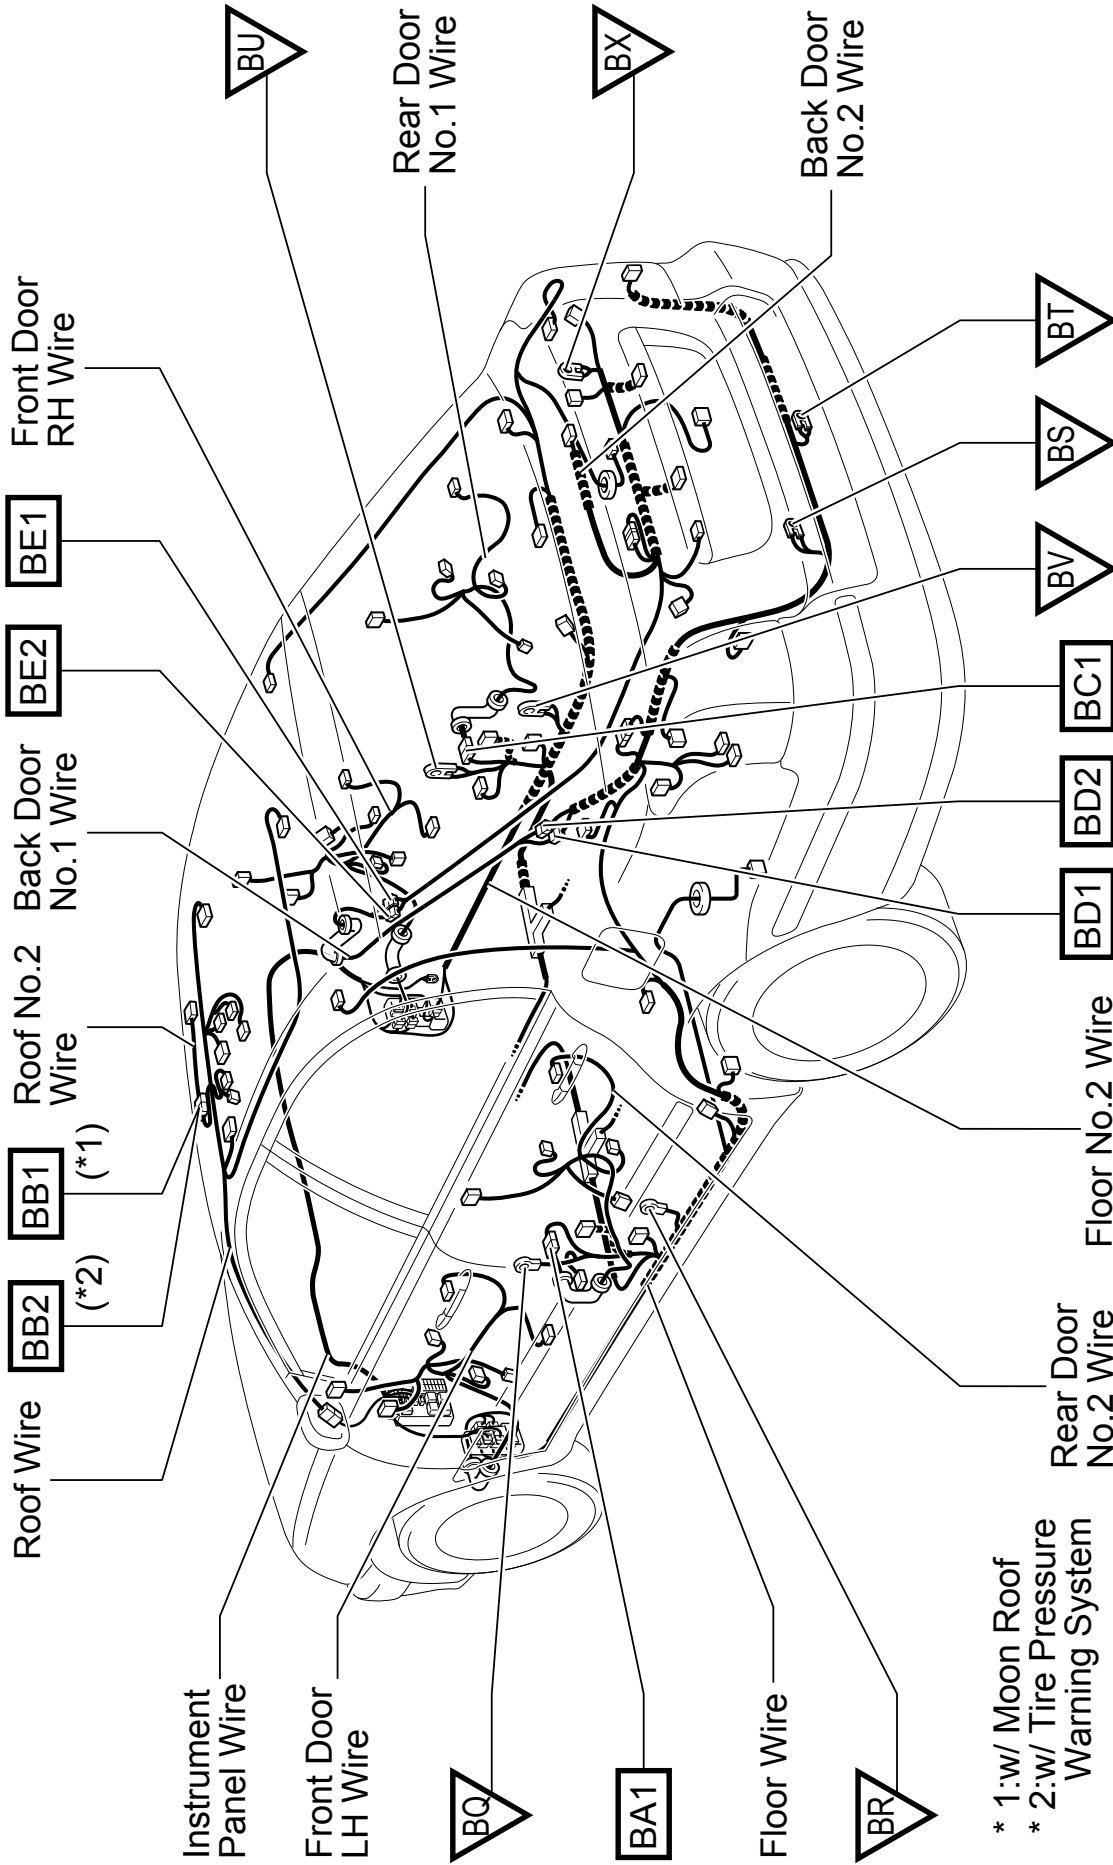 Roof Wire
BB2
(*2)
BB1
(*1)
Roof No.2
Wire
Back Door
No.1 Wire
BE2
BE1
Front Door
RH Wire
Instrument
Panel Wire
Front Door
LH Wire
BQ
BA1
Floor Wire
BR
BU
Rear Door
No.1 Wire
BX
Back Door
No.2 Wire
* 1:w/ Moon Roof
* 2:w/ Tire Pressure
Warning System
Rear Door
No.2 Wire
Floor No.2 Wire
BD1
BD2
BC1
BV
BS
BT